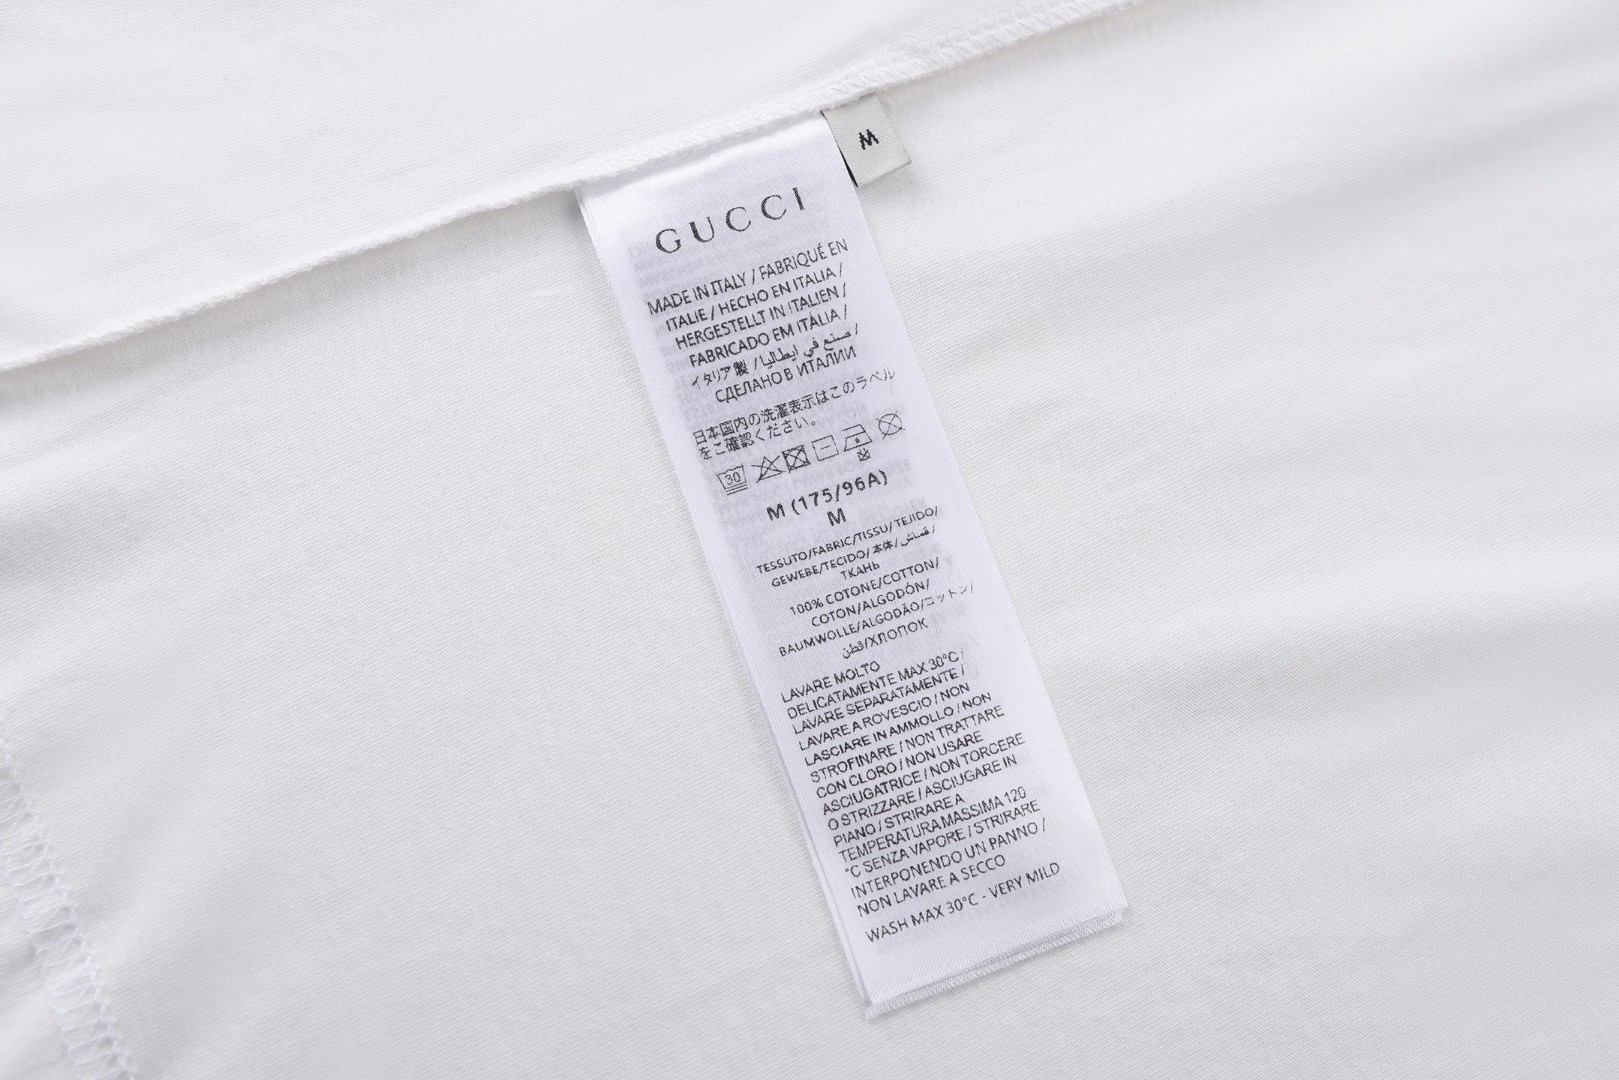 M
GUCCI
MADE IN ITALY / FABRIQUÉ EN
ITALIE / HECHO EN ITALIA /
HERGESTELLT IN ITALIEN /
FABRICADO EM ITÀLIA /
イタリア製 / صنع في إيطاليا /
СДЕЛАНО В ИТАЛИИ
日本国内の洗濯表示はこのラベル
をご確認ください。
30
M (175/96A)
M
TESSUTO/FABRIC/TISSU/TEJIDO/
GEWEBE/TECIDO/本体/قماش/
ТКАНЬ
100% COTONE/COTTON/
COTON/ALGODÓN/
BAUMWOLLE/ALGODÃO/コットン/
قطن/ХЛОПОК
LAVARE MOLTO
DELICATAMENTE MAX 30°C /
LAVARE SEPARATAMENTE /
LAVARE A ROVESCIO / NON
LASCIARE IN AMMOLLO / NON
STROFINARE / NON TRATTARE
CON CLORO / NON USARE
ASCIUGATRICE / NON TORCERE
O STRIZZARE / ASCIUGARE IN
PIANO / STRIRARE A
TEMPERATURA MASSIMA 120
°C SENZA VAPORE / STRIRARE
INTERPONENDO UN PANNO /
NON LAVARE A SECCO
WASH MAX 30°C - VERY MILD